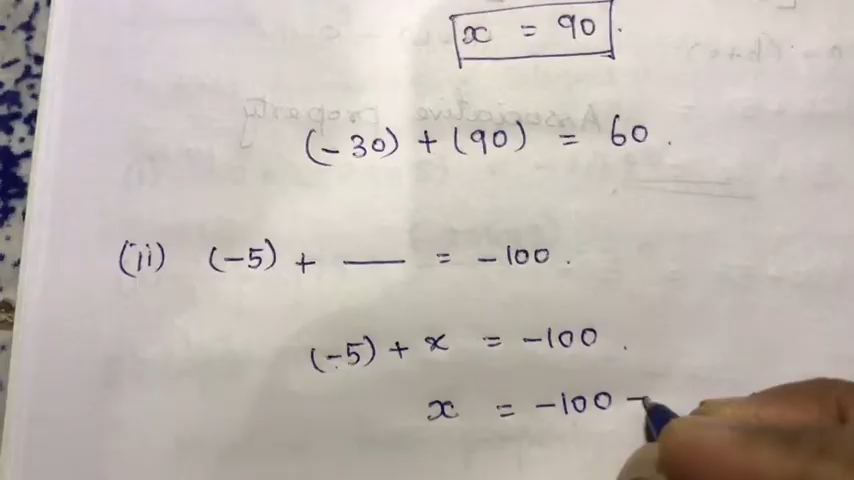 x = 90.
(-30) + (90) = 60.
(ii) (-5) + ___ = -100.
(-5) + x = -100.
x = -100 -